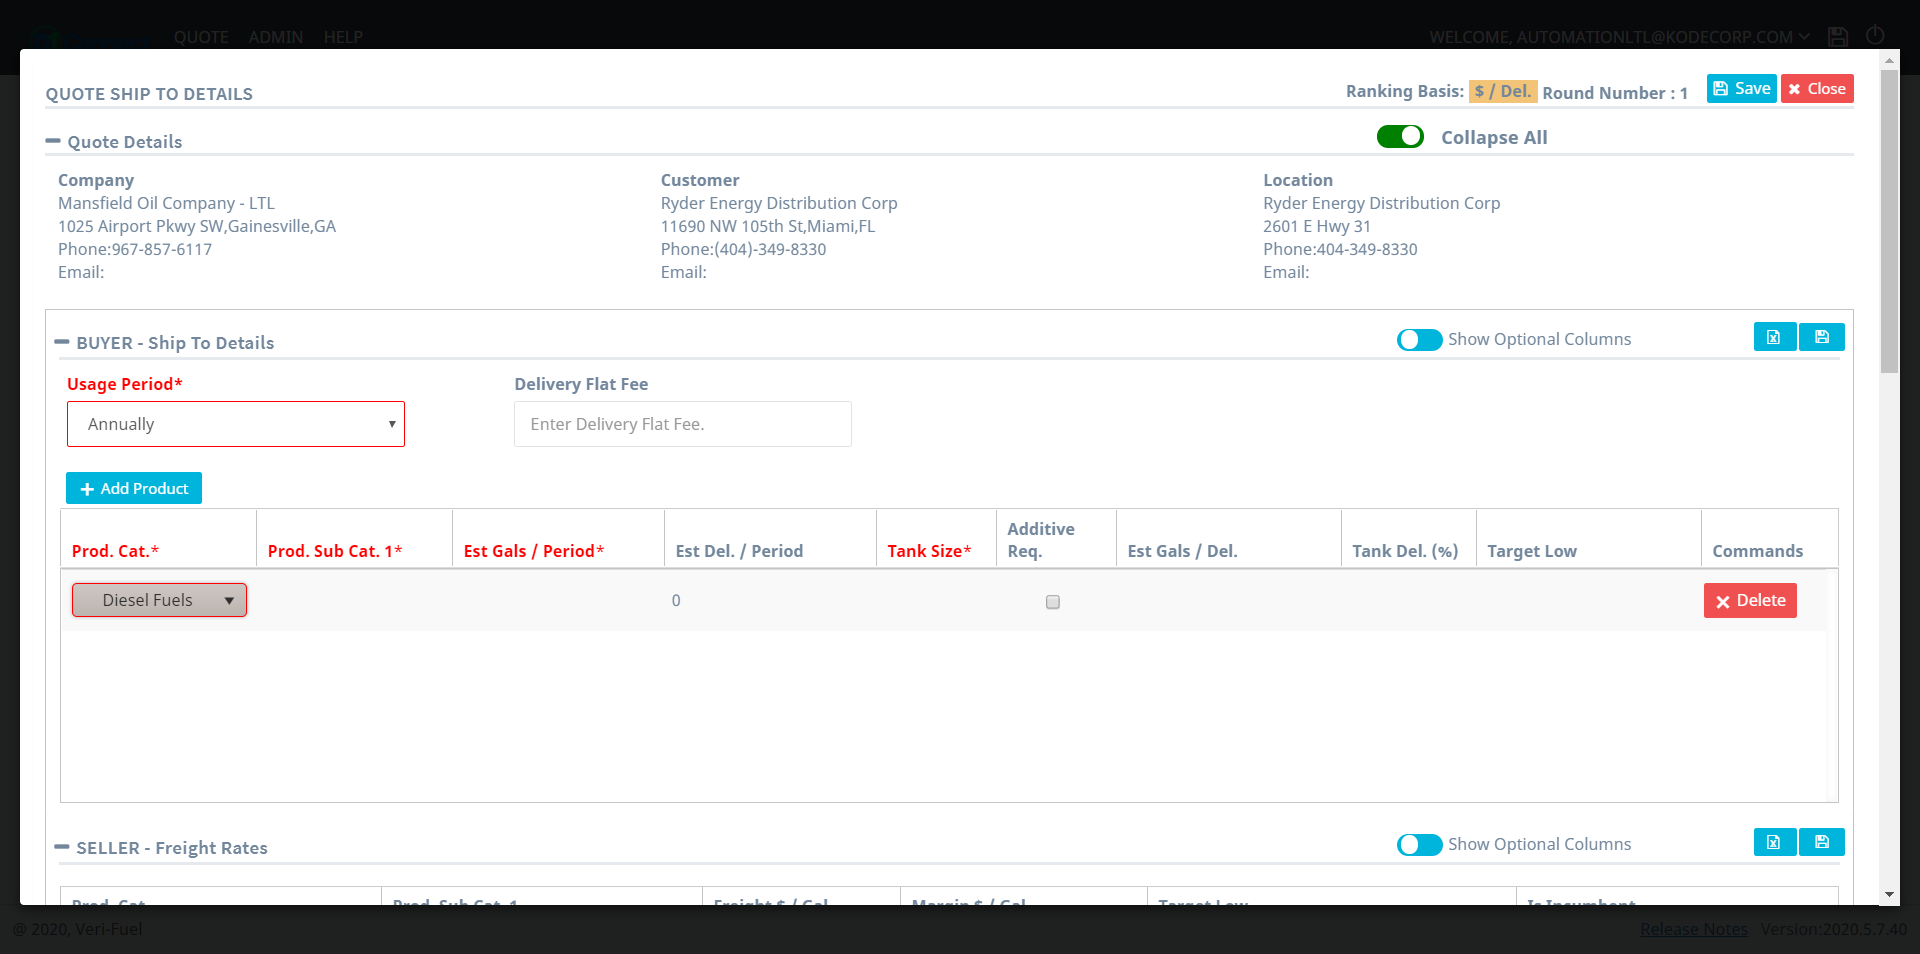 QUOTE ADMIN HELP
WELCOME, AUTOMATIONLTL@KODECORP.COM
QUOTE SHIP TO DETAILS
Ranking Basis: $ / Del. Round Number : 1
Save
Close
Quote Details
Collapse All
Company
Mansfield Oil Company - LTL
1025 Airport Pkwy SW,Gainesville,GA
Phone:967-857-6117
Email:
Customer
Ryder Energy Distribution Corp
11690 NW 105th St,Miami,FL
Phone:(404)-349-8330
Email:
Location
Ryder Energy Distribution Corp
2601 E Hwy 31
Phone:404-349-8330
Email:
BUYER - Ship To Details
Show Optional Columns
Usage Period*
Annually
Delivery Flat Fee
Enter Delivery Flat Fee.
Add Product
Prod. Cat.*
Prod. Sub Cat. 1*
Est Gals / Period*
Est Del. / Period
Tank Size*
Additive
Req.
Est Gals / Del.
Tank Del. (%)
Target Low
Commands
Diesel Fuels
0
Delete
SELLER - Freight Rates
Show Optional Columns
Prod. Cat.
Prod. Sub Cat. 1
Freight $ / Gal.
Margin $ / Gal.
Target Low
Is Incumbent
@ 2020, Veri-Fuel
Release Notes Version:2020.5.7.40